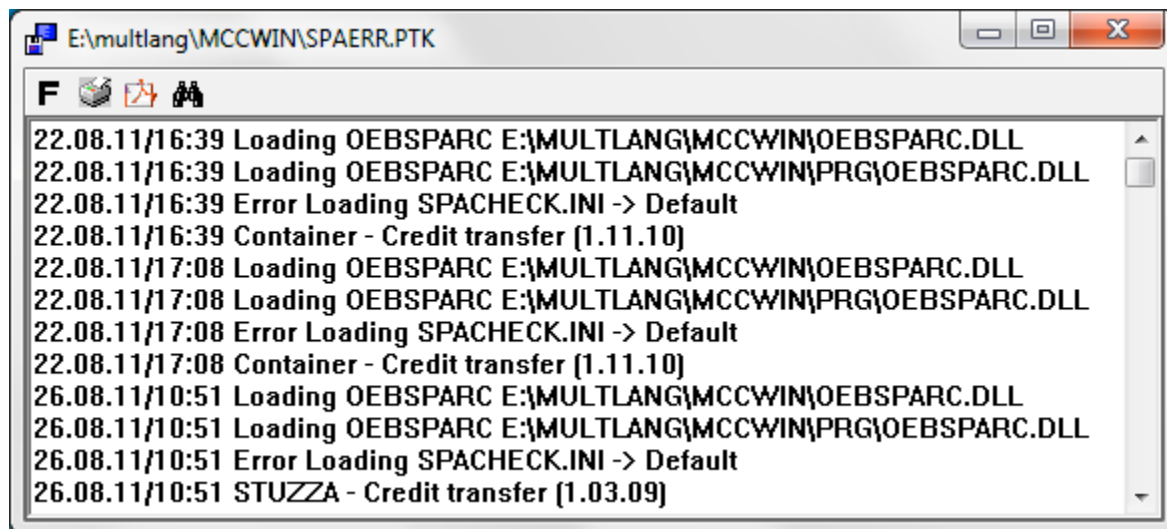 E:\multlang\MCCWIN\SPAERR.PTK
F
22.08.11/16:39 Loading OEBSPARC E:\MULTLANG\MCCWIN\OEBSPARC.DLL
22.08.11/16:39 Loading OEBSPARC E:\MULTLANG\MCCWIN\PRG\OEBSPARC.DLL
22.08.11/16:39 Error Loading SPACHECK.INI -> Default
22.08.11/16:39 Container - Credit transfer (1.11.10)
22.08.11/17:08 Loading OEBSPARC E:\MULTLANG\MCCWIN\OEBSPARC.DLL
22.08.11/17:08 Loading OEBSPARC E:\MULTLANG\MCCWIN\PRG\OEBSPARC.DLL
22.08.11/17:08 Error Loading SPACHECK.INI -> Default
22.08.11/17:08 Container - Credit transfer (1.11.10)
26.08.11/10:51 Loading OEBSPARC E:\MULTLANG\MCCWIN\OEBSPARC.DLL
26.08.11/10:51 Loading OEBSPARC E:\MULTLANG\MCCWIN\PRG\OEBSPARC.DLL
26.08.11/10:51 Error Loading SPACHECK.INI -> Default
26.08.11/10:51 STUZZA - Credit transfer (1.03.09)